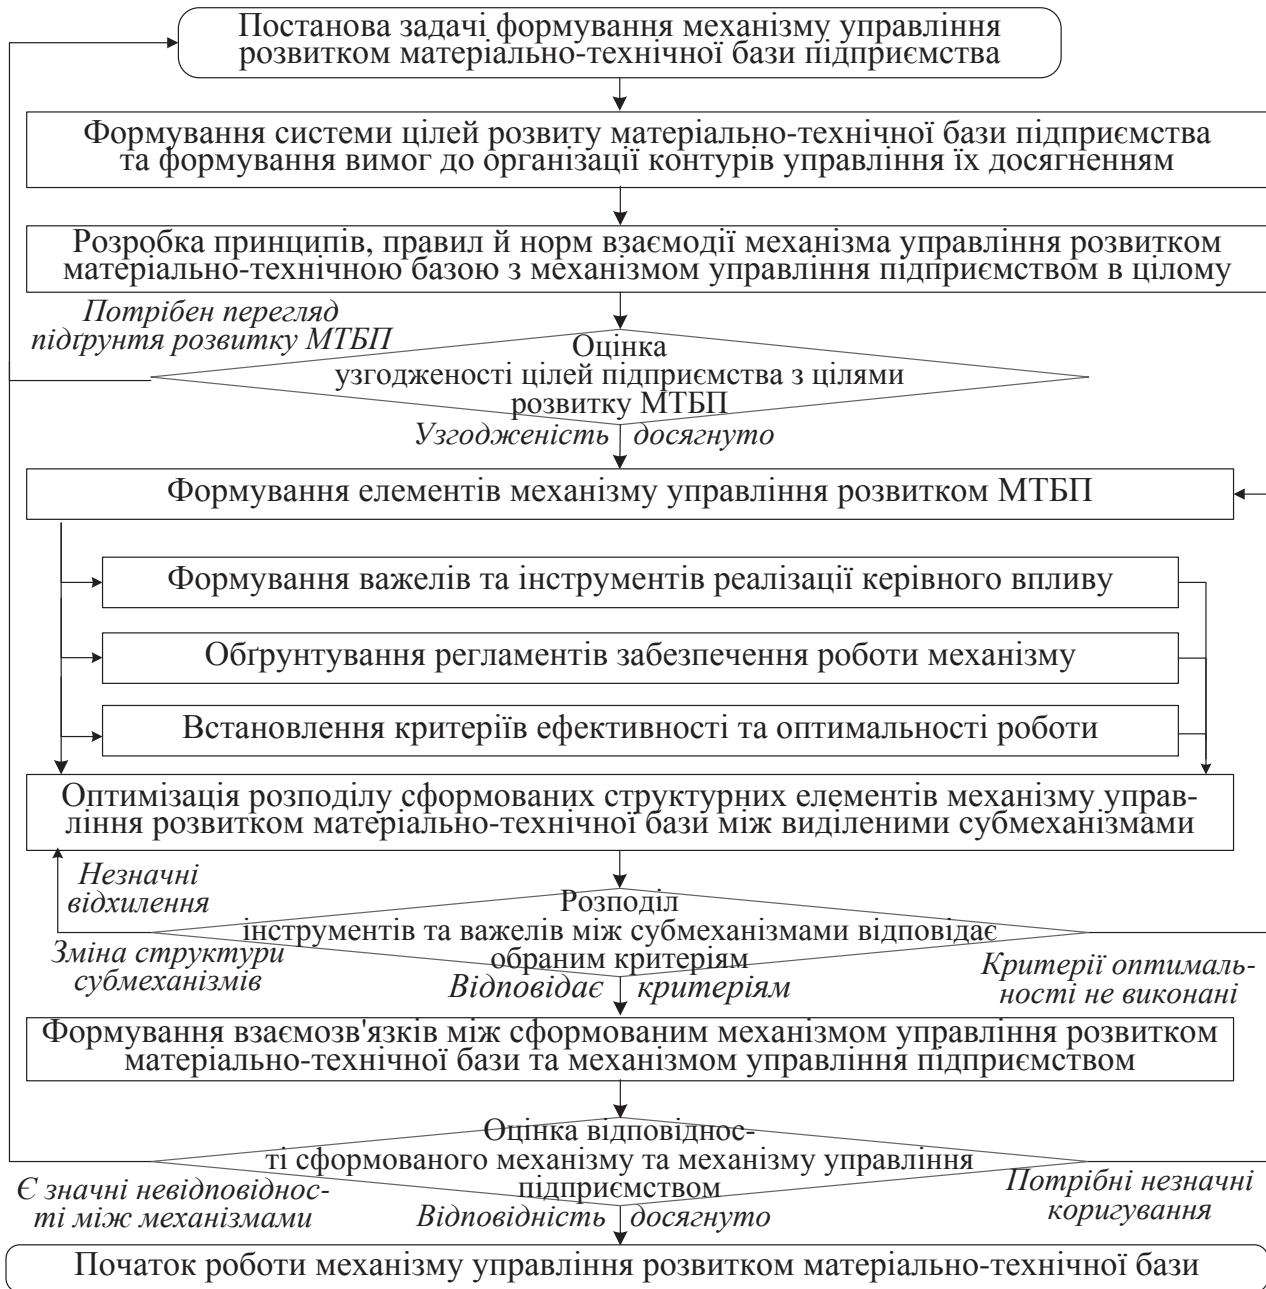 Постанова задачі формування механізму управління
розвитком матеріально-технічної бази підприємства
Формування системи цілей розвиту матеріально-технічної бази підприємства
та формування вимог до організації контурів управління їх досягненням
Розробка принципів, правил й норм взаємодії механізма управління розвитком
матеріально-технічною базою з механізмом управління підприємством в цілому
Потрібен перегляд
підґрунтя розвитку МТБП
Оцінка
узгодженості цілей підприємства з цілями
розвитку МТБП
Узгодженість досягнуто
Формування елементів механізму управління розвитком МТБП
Формування важелів та інструментів реалізації керівного впливу
Обґрунтування регламентів забезпечення роботи механізму
Встановлення критеріїв ефективності та оптимальності роботи
Оптимізація розподілу сформованих структурних елементів механізму управ-
ління розвитком матеріально-технічної бази між виділеними субмеханізмами
Незначні
відхилення
Розподіл
інструментів та важелів між субмеханізмами відповідає
обраним критеріям
Зміна структури
субмеханізмів
Відповідає критеріям
Критерії оптималь-
ності не виконані
Формування взаємозв'язків між сформованим механізмом управління розвитком
матеріально-технічної бази та механізмом управління підприємством
Оцінка відповіднос-
ті сформованого механізму та механізму управління
підприємством
Є значні невідповіднос-
ті між механізмами
Відповідність досягнуто
Потрібні незначні
коригування
Початок роботи механізму управління розвитком матеріально-технічної бази